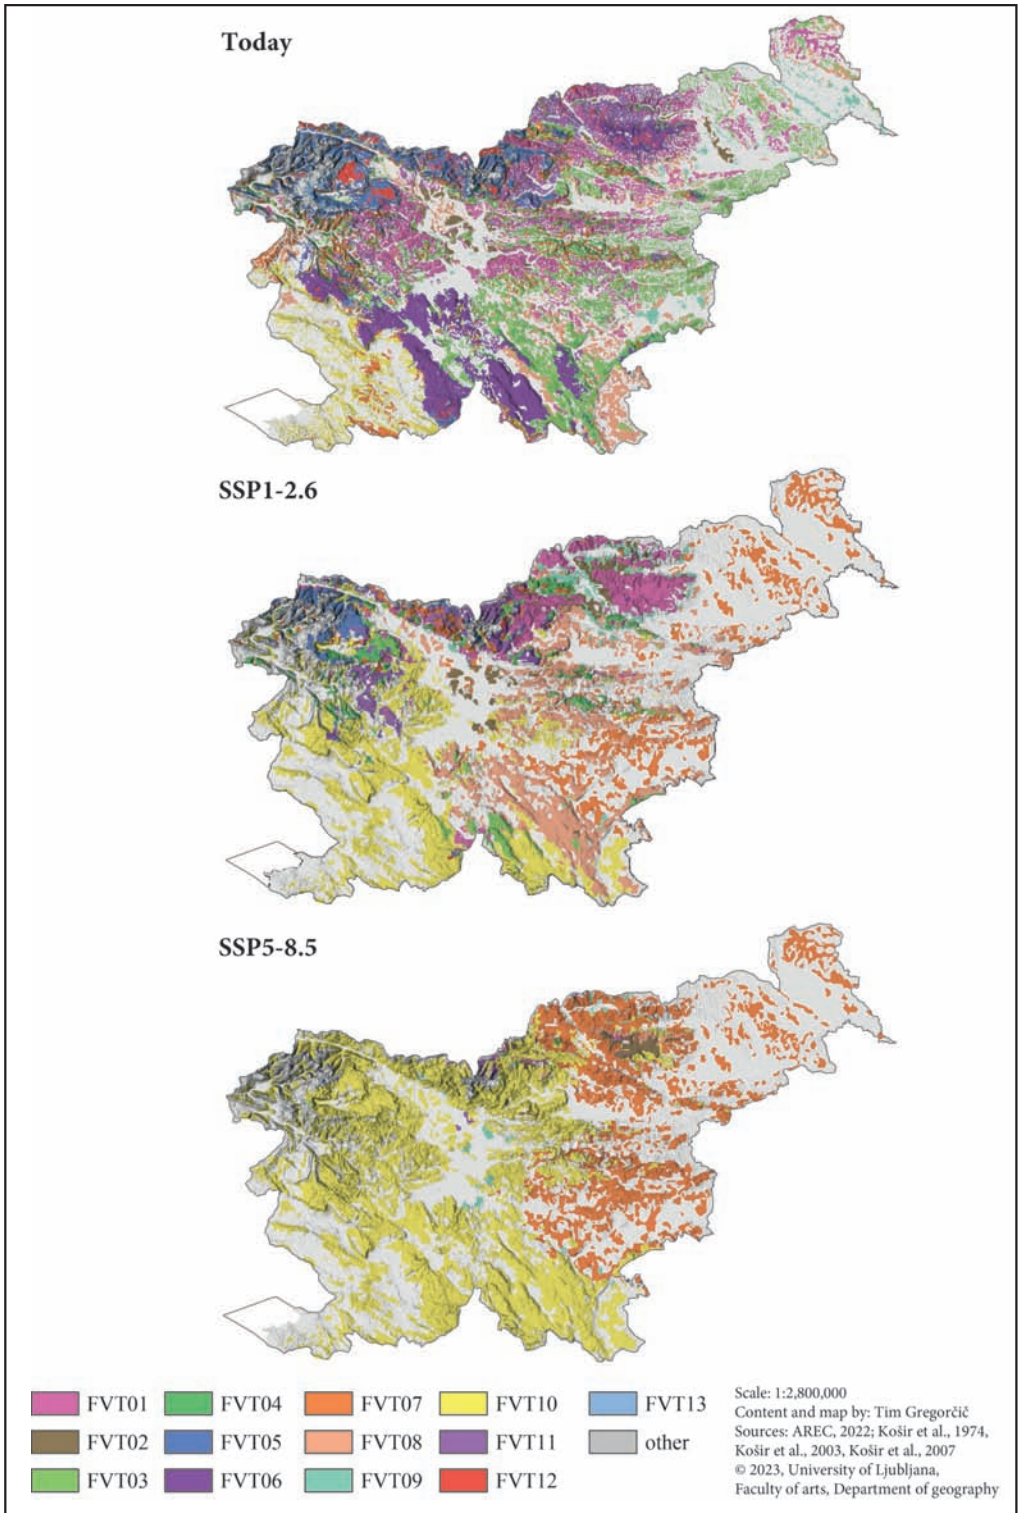 Today
SSP1-2.6
SSP5-8.5
FVT01
FVT04
FVT07
FVT10
FVT13
FVT02
FVT05
FVT08
FVT11
other
FVT03
FVT06
FVT09
FVT12
Scale: 1:2,800,000
Content and map by: Tim Gregorčič
Sources: AREC, 2022; Košir et al., 1974,
Košir et al., 2003, Košir et al., 2007
© 2023, University of Ljubljana,
Faculty of arts, Department of geography